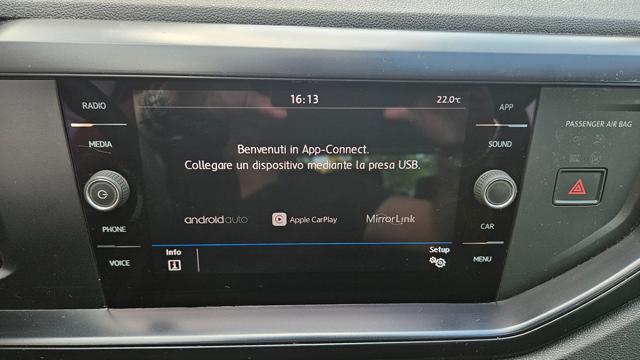 RADIO
MEDIA
PHONE
VOICE
16:13
22.0°C
Benvenuti in App-Connect.
Collegare un dispositivo mediante la presa USB.
androidauto
Apple CarPlay
MirrorLink
Info
Setup
APP
SOUND
CAR
MENU
PASSENGER AIR BAG